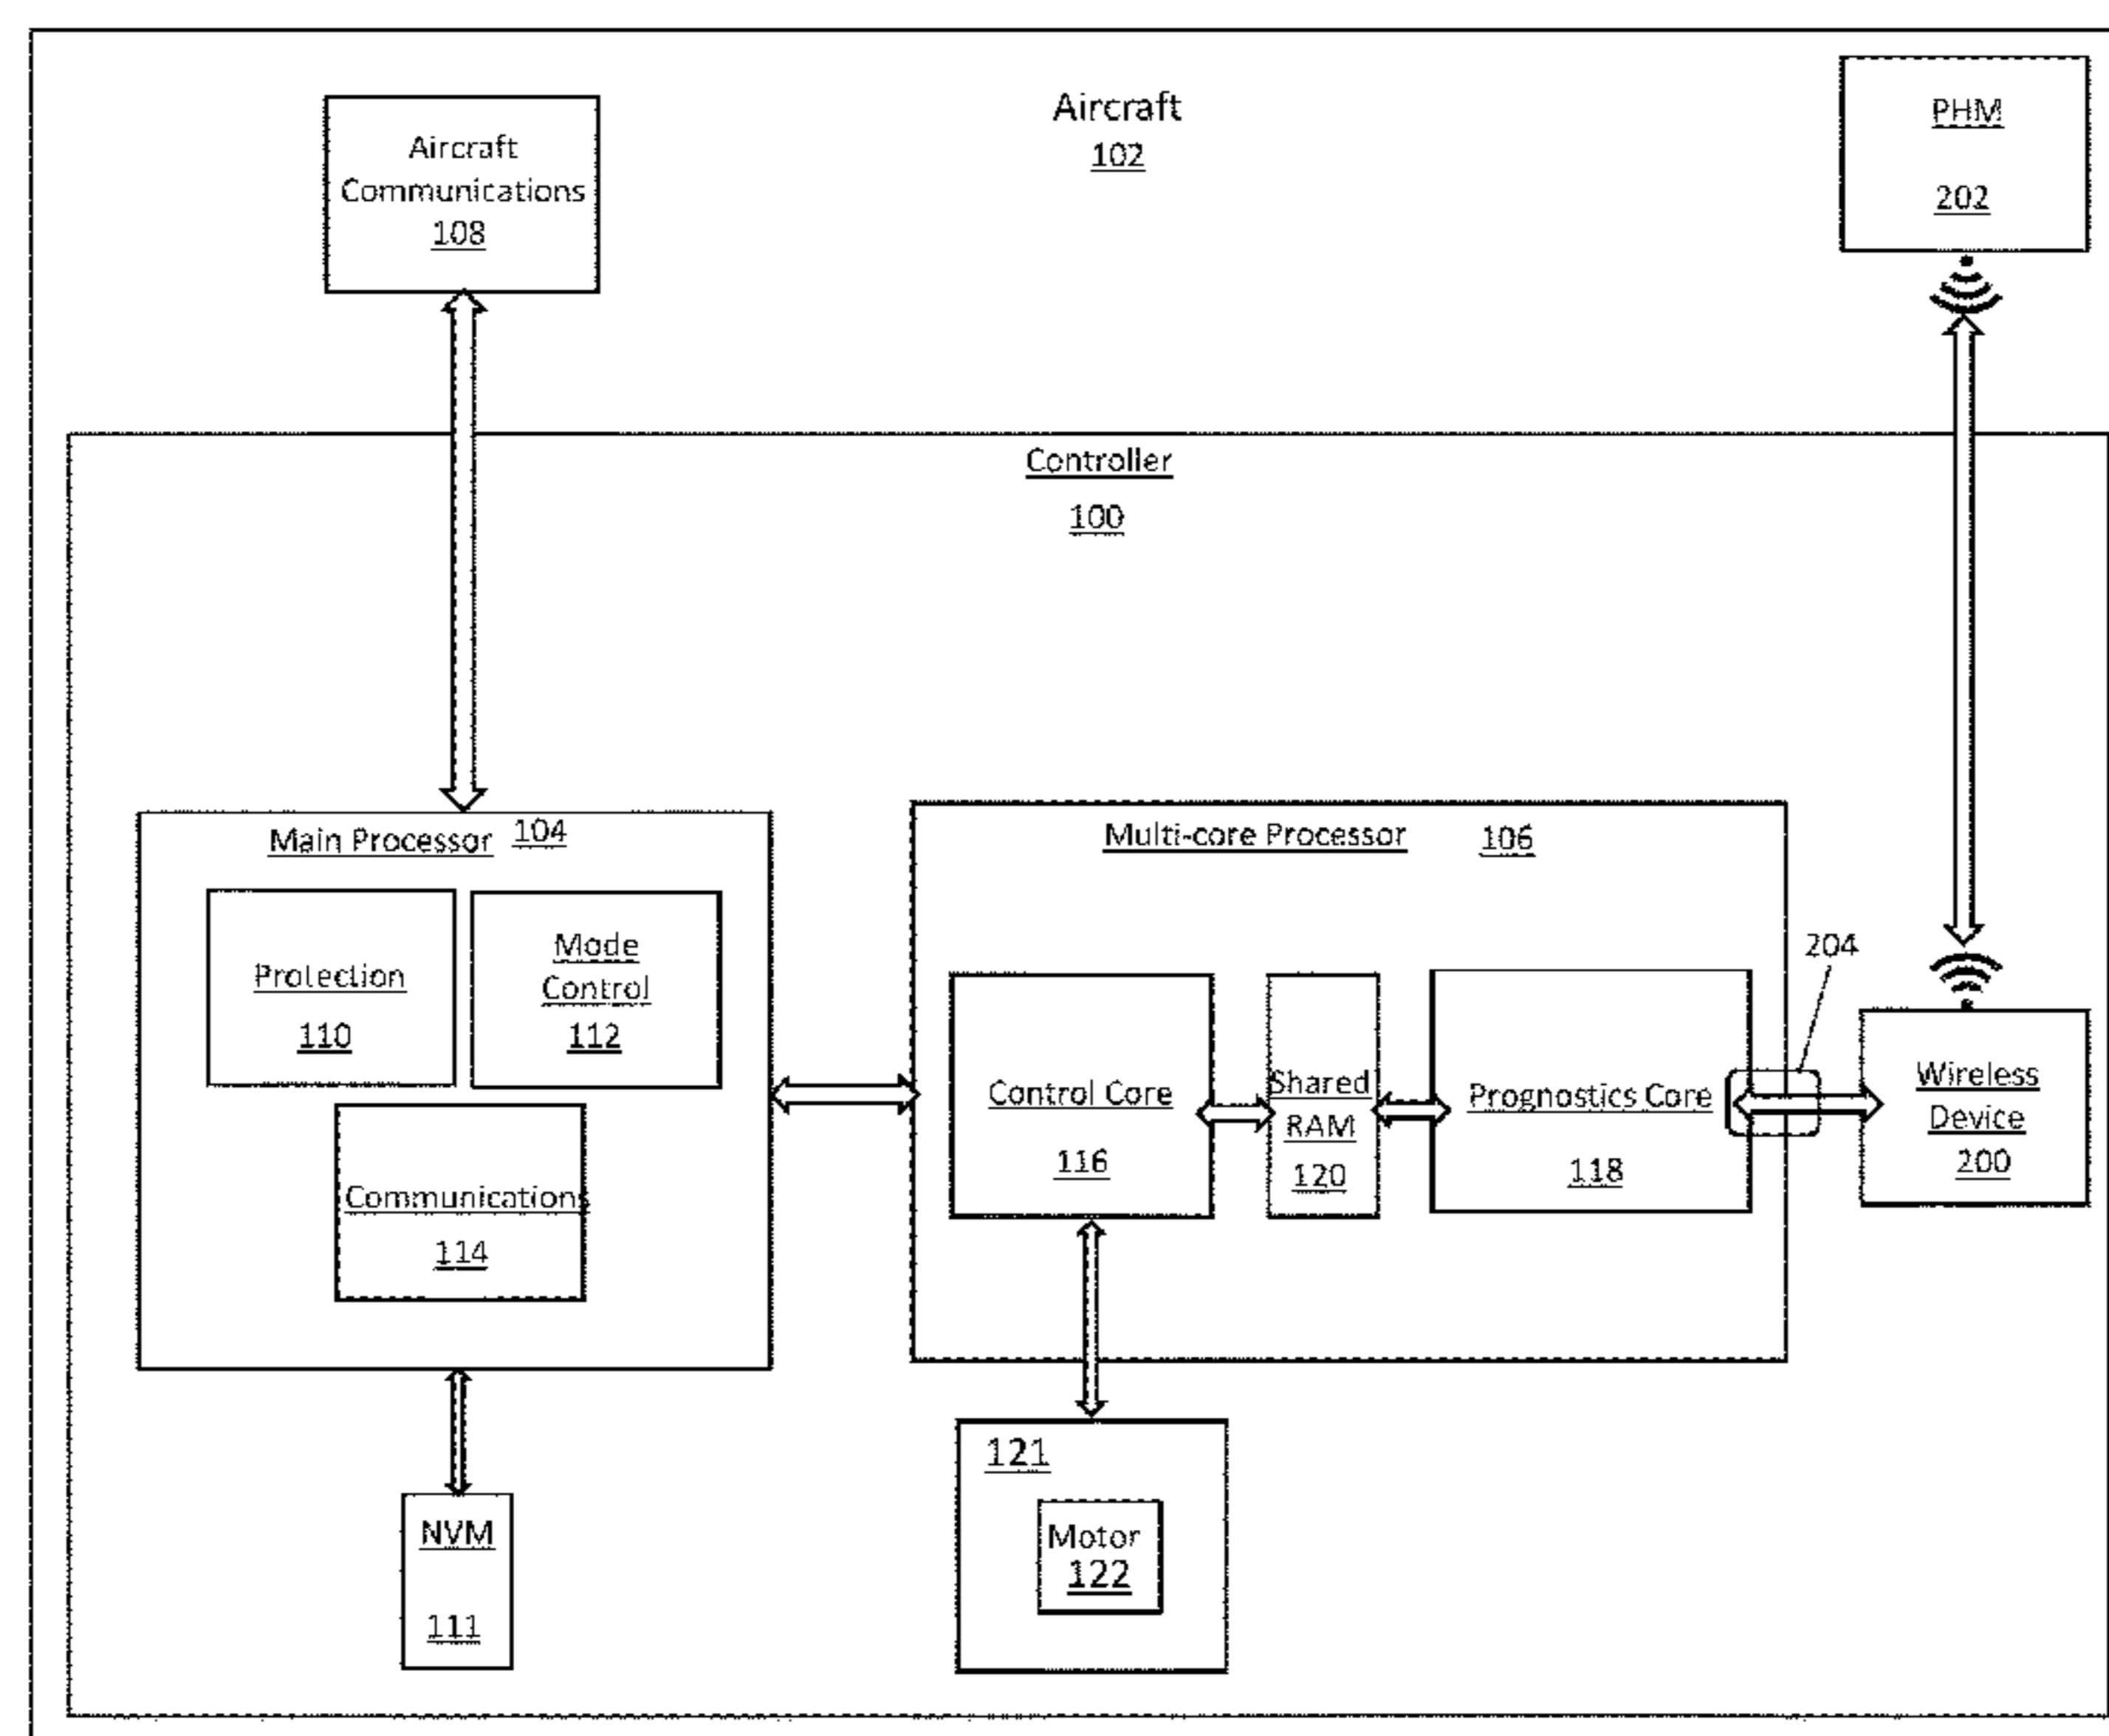 Aircraft
102
Aircraft
Communications
108
PHM
202
Controller
100
Main Processor 104
Protection
110
Mode
Control
112
Communications
114
NVM
111
Multi-core Processor 106
Control Core
116
Shared
RAM
120
Prognostics Core
118
204
Wireless
Device
200
121
Motor
122